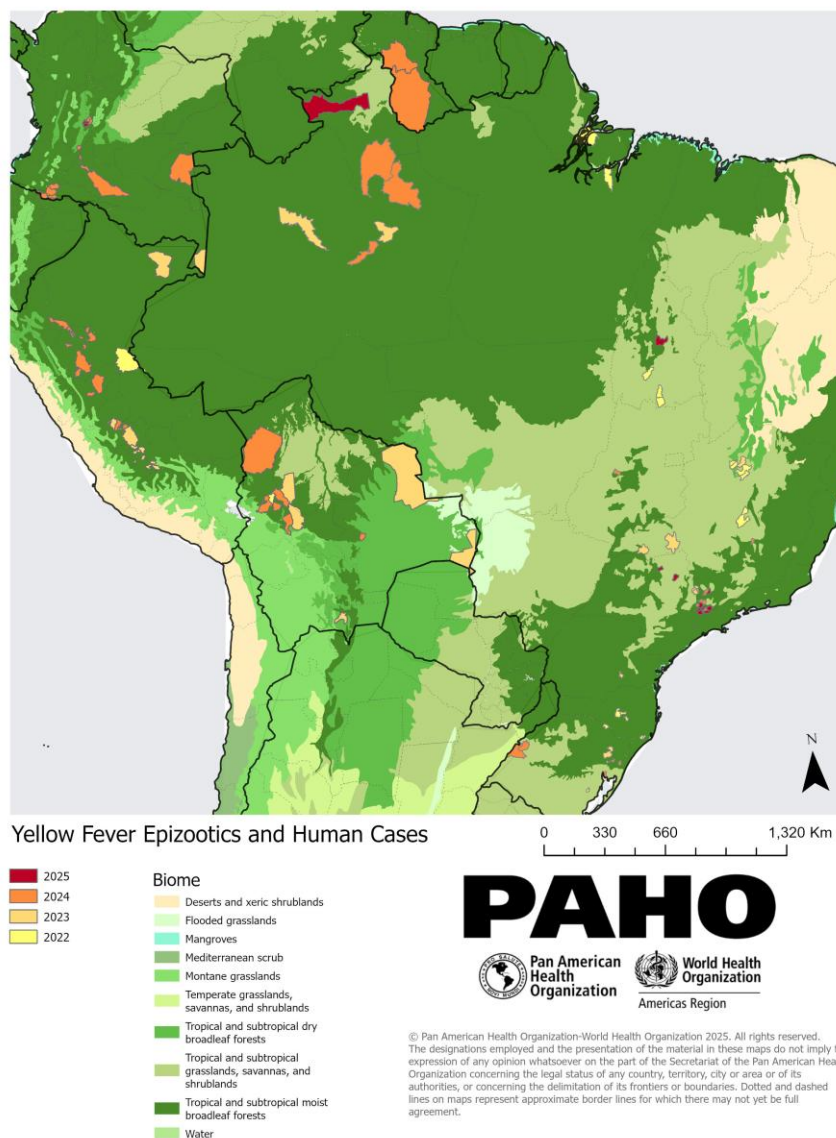 N
Yellow Fever Epizootics and Human Cases
0 330 660 1,320 Km
2025
2024
2023
2022
Biome
Deserts and xeric shrublands
Flooded grasslands
Mangroves
Mediterranean scrub
Montane grasslands
Temperate grasslands,
savannas, and shrublands
Tropical and subtropical dry
broadleaf forests
Tropical and subtropical
grasslands, savannas, and
shrublands
Tropical and subtropical moist
broadleaf forests
Water
PAHO
Pan American
Health
Organization
World Health
Organization
Americas Region
© Pan American Health Organization-World Health Organization 2025. All rights reserved.
The designations employed and the presentation of the material in these maps do not imply
expression of any opinion whatsoever on the part of the Secretariat of the Pan American
Organization concerning the legal status of any country, territory, city or area or of its
authorities, or concerning the delimitation of its frontiers or boundaries. Dotted and dashed
lines on maps represent approximate border lines for which there may not yet be full
agreement.